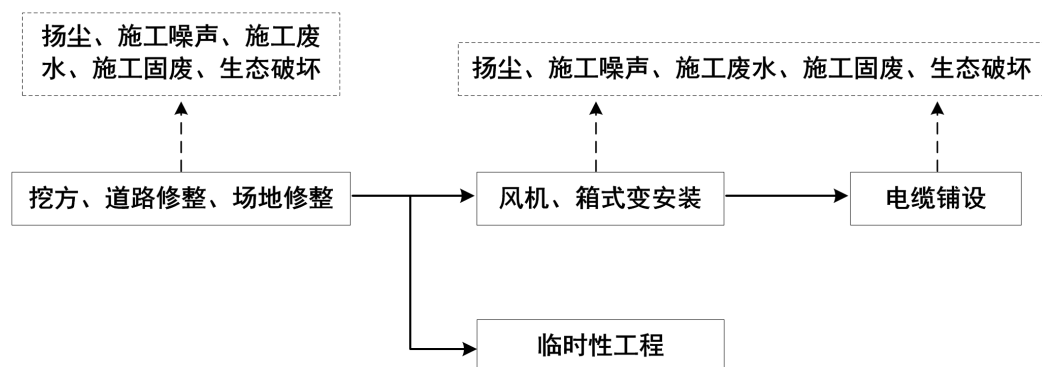 扬尘、施工噪声、施工废
水、施工固废、生态破坏
扬尘、施工噪声、施工废水、施工固废、生态破坏
挖方、道路修整、场地修整
风机、箱式变安装
电缆铺设
临时性工程